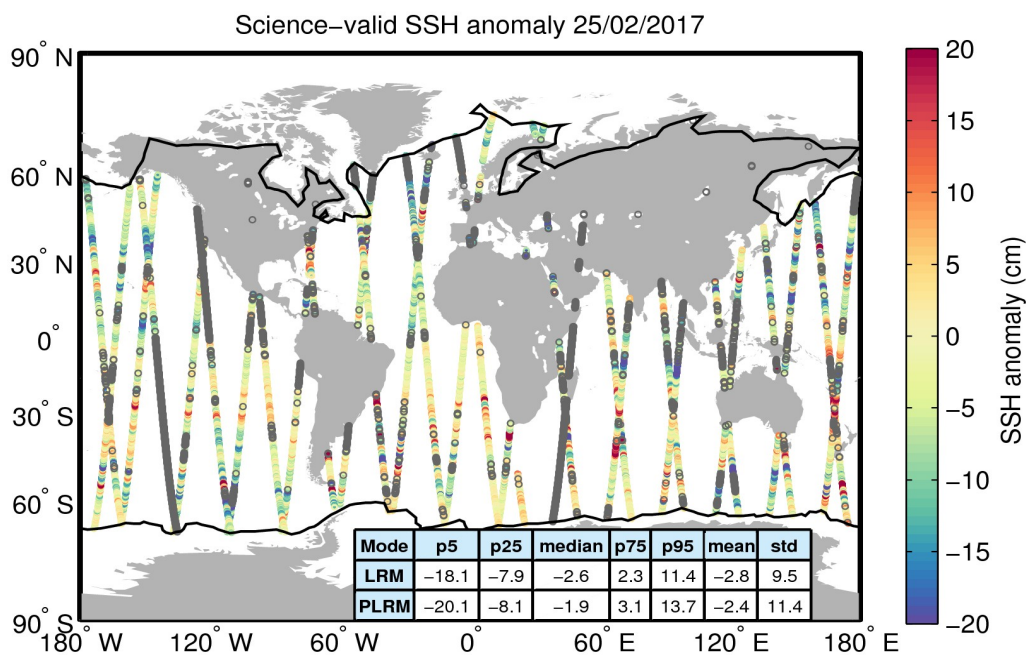 Science−valid SSH anomaly 25/02/2017
90° N
60° N
30° N
0°
30° S
60° S
90° S
180° W
120° W
60° W
0°
60° E
120° E
180° E
Mode p5 p25 median p75 p95 mean std
LRM −18.1 −7.9 −2.6 2.3 11.4 −2.8 9.5
PLRM −20.1 −8.1 −1.9 3.1 13.7 −2.4 11.4
20
15
10
5
0
−5
−10
−15
−20
SSH anomaly (cm)